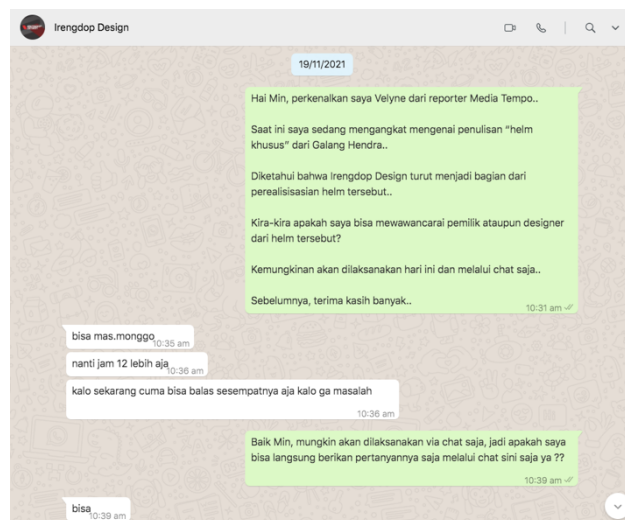 Irengdop Design
19/11/2021
Hai Min, perkenalkan saya Velyne dari reporter Media Tempo..
Saat ini saya sedang mengangkat mengenai penulisan “helm
khusus” dari Galang Hendra..
Diketahui bahwa Irengdop Design turut menjadi bagian dari
perealisisasian helm tersebut..
Kira-kira apakah saya bisa mewawancarai pemilik ataupun designer
dari helm tersebut?
Kemungkinan akan dilaksanakan hari ini dan melalui chat saja..
Sebelumnya, terima kasih banyak..
10:31 am
bisa mas.monggo
10:35 am
nanti jam 12 lebih aja
10:36 am
kalo sekarang cuma bisa balas sesempatnya aja kalo ga masalah
10:36 am
Baik Min, mungkin akan dilaksanakan via chat saja, jadi apakah saya
bisa langsung berikan pertanyannya saja melalui chat sini saja ya ??
10:39 am
bisa
10:39 am